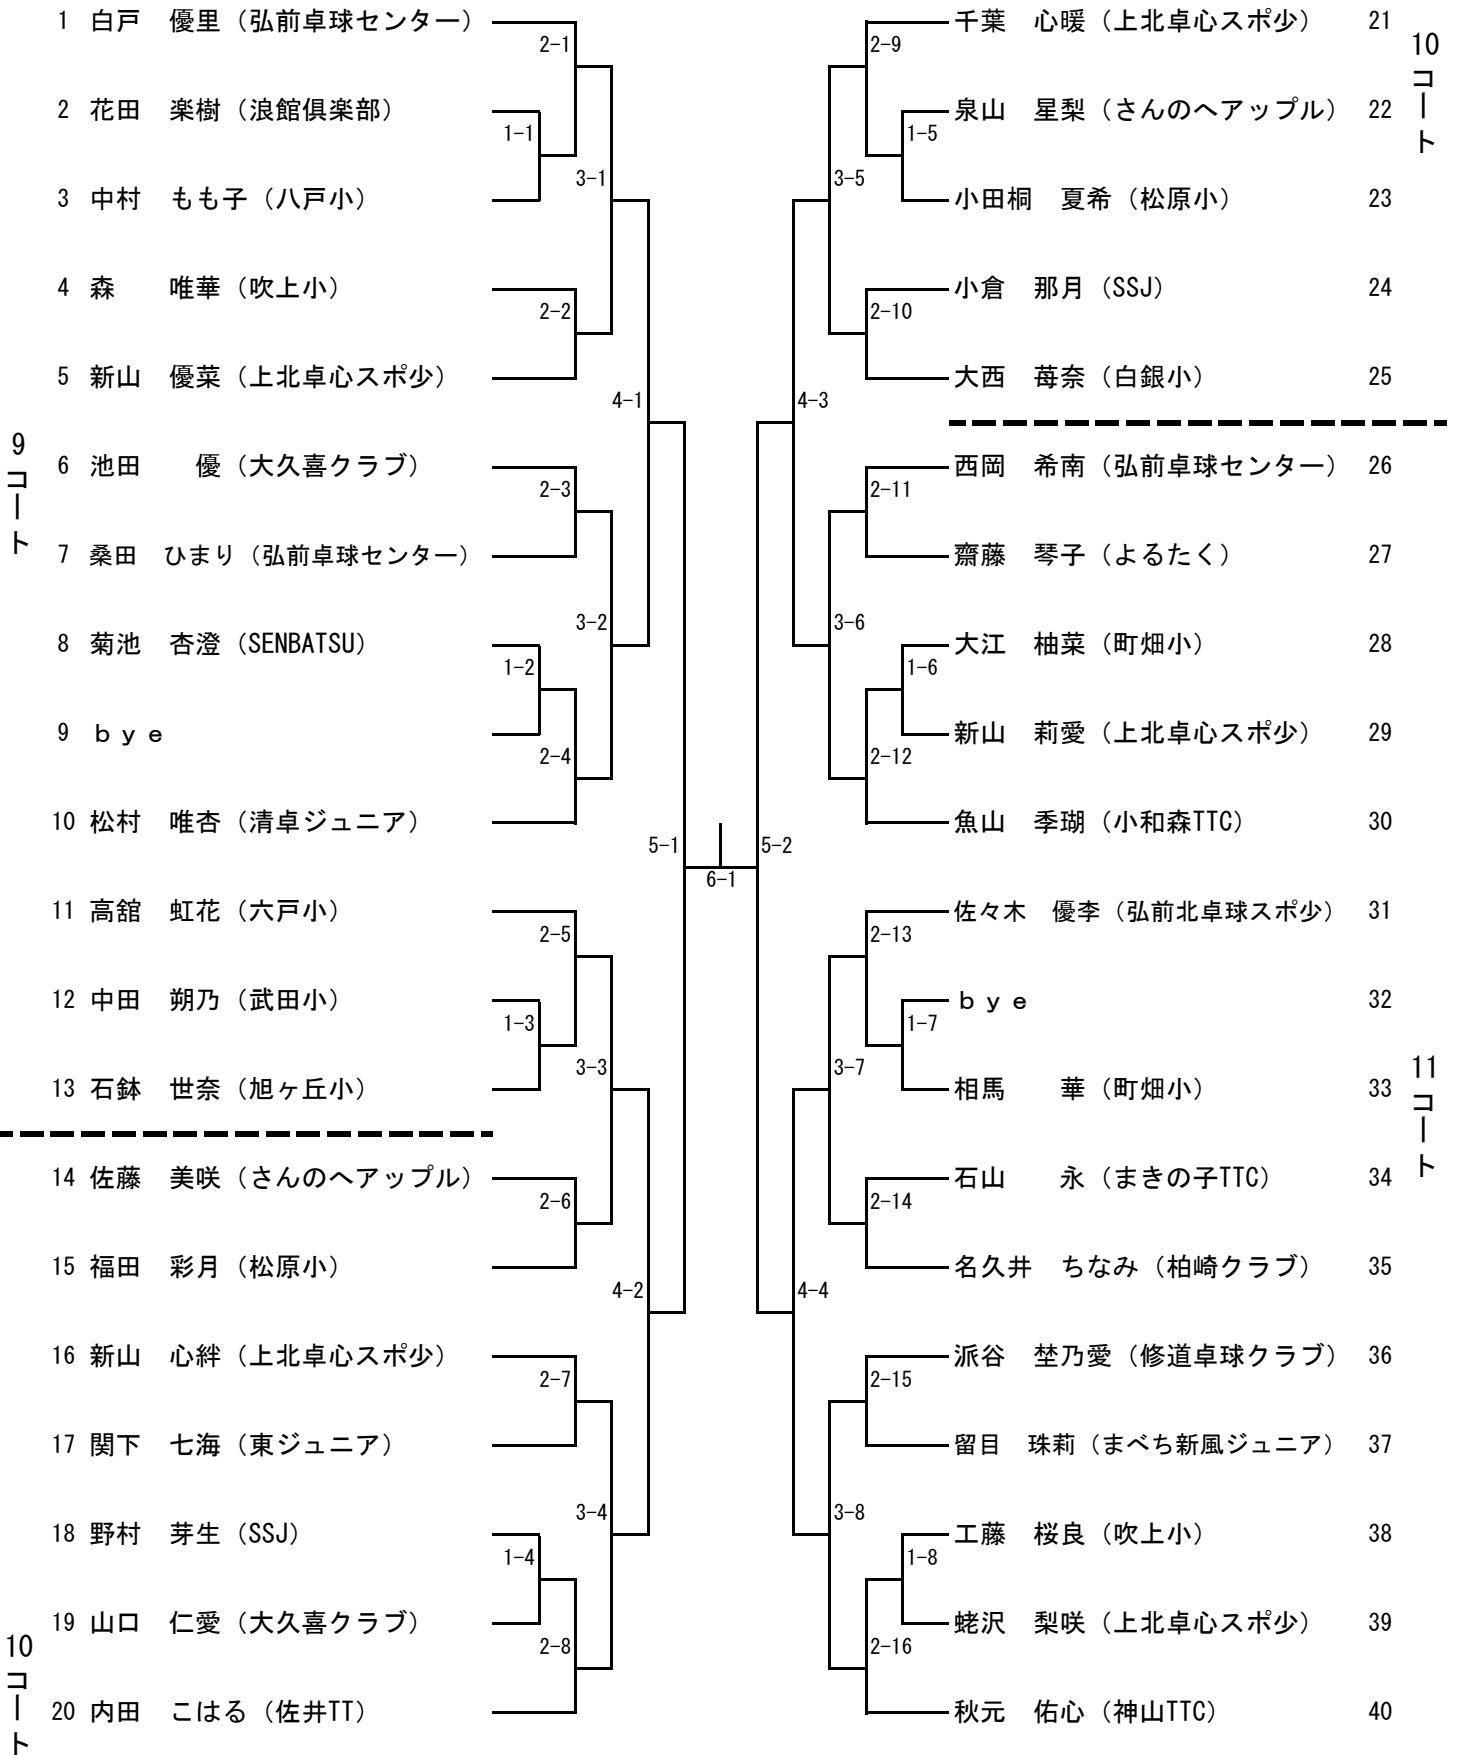 1 白戸 優里（弘前卓球センター）
2 花田 楽樹（浪館倶楽部）
3 中村 もも子（八戸小）
4 森 唯華（吹上小）
5 新山 優菜（上北卓心スポ少）
6 池田 優（大久喜クラブ）
7 桑田 ひまり（弘前卓球センター）
8 菊池 杏澄（SENBATSU）
9 ｂｙｅ
10 松村 唯杏（清卓ジュニア）
11 高舘 虹花（六戸小）
12 中田 朔乃（武田小）
13 石鉢 世奈（旭ヶ丘小）
14 佐藤 美咲（さんのへアップル）
15 福田 彩月（松原小）
16 新山 心絆（上北卓心スポ少）
17 関下 七海（東ジュニア）
18 野村 芽生（SSJ）
19 山口 仁愛（大久喜クラブ）
20 内田 こはる（佐井TT）
9コート
10コート
2-1
1-1
3-1
2-2
4-1
2-3
3-2
1-2
2-4
5-1
2-5
1-3
3-3
2-6
4-2
2-7
3-4
1-4
2-8
6-1
2-9
1-5
3-5
2-10
4-3
2-11
3-6
1-6
2-12
5-2
2-13
1-7
3-7
2-14
4-4
2-15
3-8
1-8
2-16
千葉 心暖（上北卓心スポ少） 21
泉山 星梨（さんのへアップル） 22
小田桐 夏希（松原小） 23
小倉 那月（SSJ） 24
大西 苺奈（白銀小） 25
西岡 希南（弘前卓球センター） 26
齋藤 琴子（よるたく） 27
大江 柚菜（町畑小） 28
新山 莉愛（上北卓心スポ少） 29
魚山 季瑚（小和森TTC） 30
佐々木 優李（弘前北卓球スポ少） 31
ｂｙｅ 32
相馬 華（町畑小） 33
石山 永（まきの子TTC） 34
名久井 ちなみ（柏崎クラブ） 35
派谷 埜乃愛（修道卓球クラブ） 36
留目 珠莉（まべち新風ジュニア） 37
工藤 桜良（吹上小） 38
蛯沢 梨咲（上北卓心スポ少） 39
秋元 佑心（神山TTC） 40
10コート
11コート